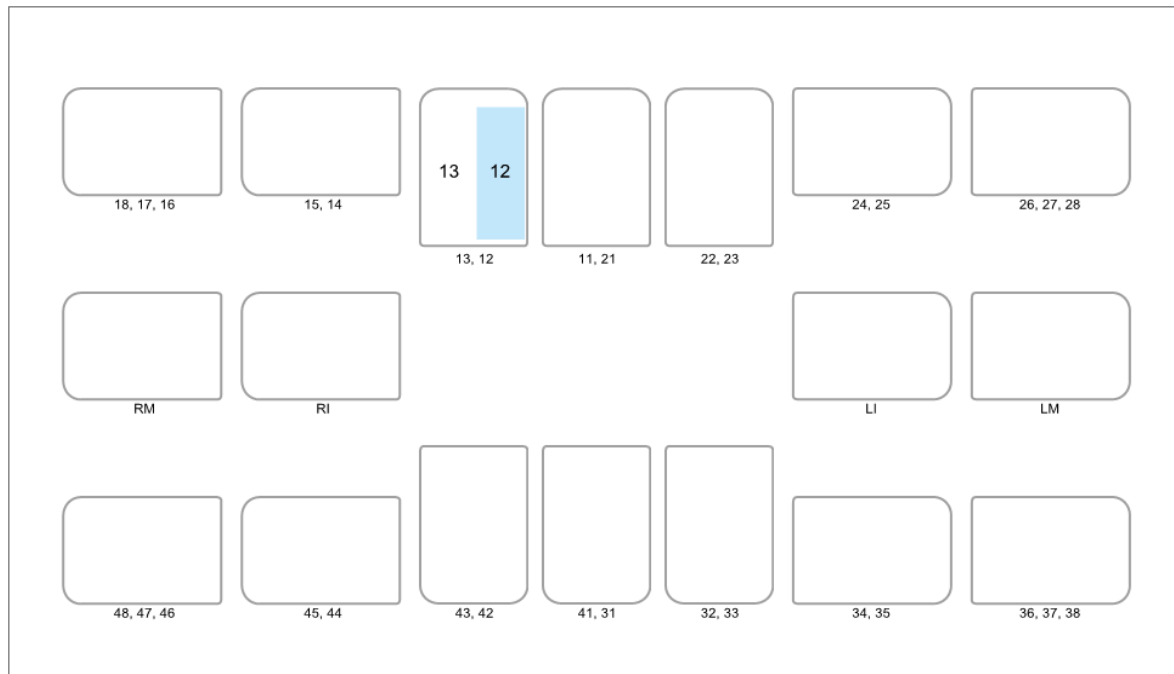 13 12
18, 17, 16 15, 14 13, 12 11, 21 22, 23 24, 25 26, 27, 28
RM RI LI LM
48, 47, 46 45, 44 43, 42 41, 31 32, 33 34, 35 36, 37, 38